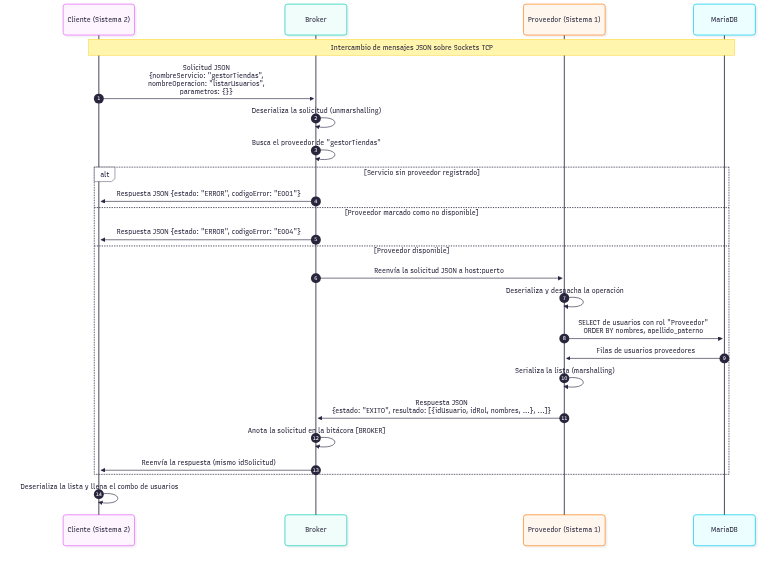 Cliente (Sistema 2)
Broker
Proveedor (Sistema 1)
MariaDB
Intercambio de mensajes JSON sobre Sockets TCP
Solicitud JSON
{nombreServicio: "gestorTiendas",
nombreOperacion: "listarUsuarios",
parametros: {}}
1
Deserializa la solicitud (unmarshalling)
2
Busca el proveedor de "gestorTiendas"
3
alt
[Servicio sin proveedor registrado]
Respuesta JSON {estado: "ERROR", codigoError: "E001"}
4
[Proveedor marcado como no disponible]
Respuesta JSON {estado: "ERROR", codigoError: "E004"}
5
[Proveedor disponible]
Reenvía la solicitud JSON a host:puerto
6
Deserializa y despacha la operación
7
SELECT de usuarios con rol "Proveedor"
ORDER BY nombres, apellido_paterno
8
Filas de usuarios proveedores
9
Serializa la lista (marshalling)
10
Respuesta JSON
{estado: "EXITO", resultado: [{idUsuario, idRol, nombres, ...}, ...]}
11
Anota la solicitud en la bitácora [BROKER]
12
Reenvía la respuesta (mismo idSolicitud)
13
Deserializa la lista y llena el combo de usuarios
14
Cliente (Sistema 2)
Broker
Proveedor (Sistema 1)
MariaDB